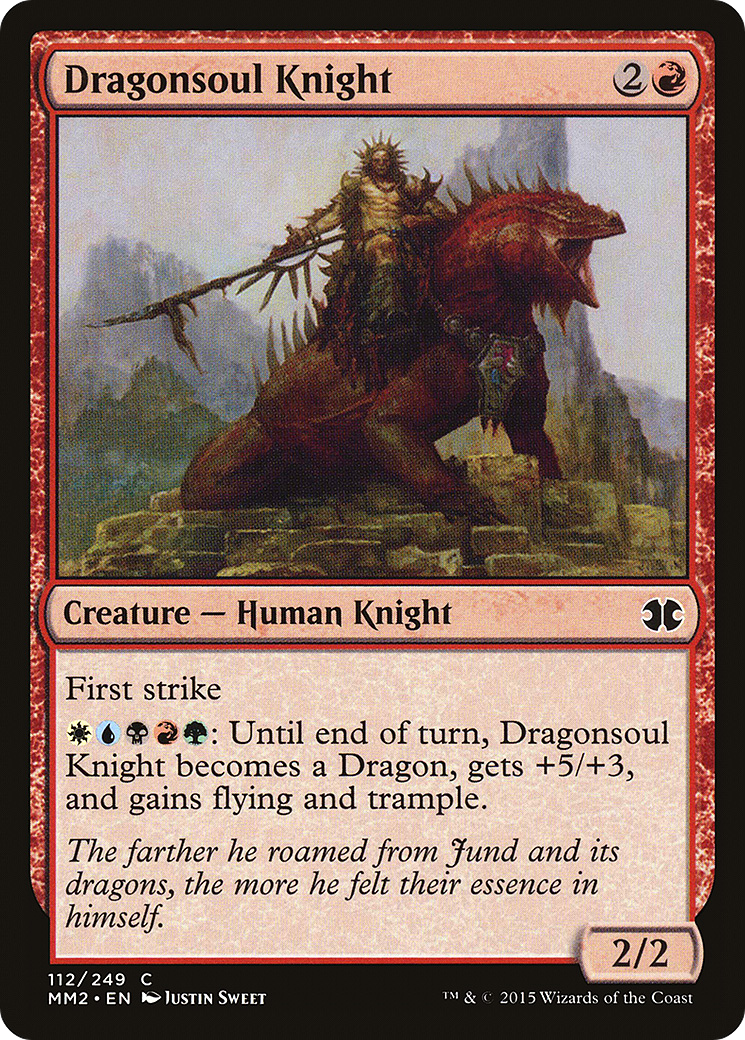 Dragonsoul Knight 2
Creature — Human Knight
First strike
: Until end of turn, Dragonsoul
Knight becomes a Dragon, gets +5/+3,
and gains flying and trample.
The farther he roamed from Jund and its
dragons, the more he felt their essence in
himself.
2/2
112/249 C
MM2 • EN Justin Sweet
™ & © 2015 Wizards of the Coast